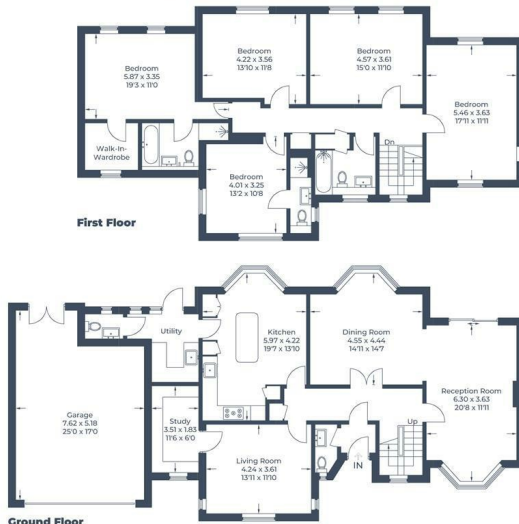 Bedroom
5.87 x 3.35
19'3 x 11'0
Bedroom
4.22 x 3.56
13'10 x 11'8
Bedroom
4.57 x 3.61
15'0 x 11'10
Bedroom
5.46 x 3.63
17'11 x 11'11
Walk-In-
Wardrobe
Bedroom
4.01 x 3.25
13'2 x 10'8
Dn
First Floor
Utility
Kitchen
5.97 x 4.22
19'7 x 13'10
Dining Room
4.55 x 4.44
14'11 x 14'7
Reception Room
6.30 x 3.63
20'8 x 11'11
Garage
7.62 x 5.18
25'0 x 17'0
Study
3.51 x 1.83
11'6 x 6'0
Living Room
4.24 x 3.61
13'11 x 11'10
Up
IN
Ground Floor